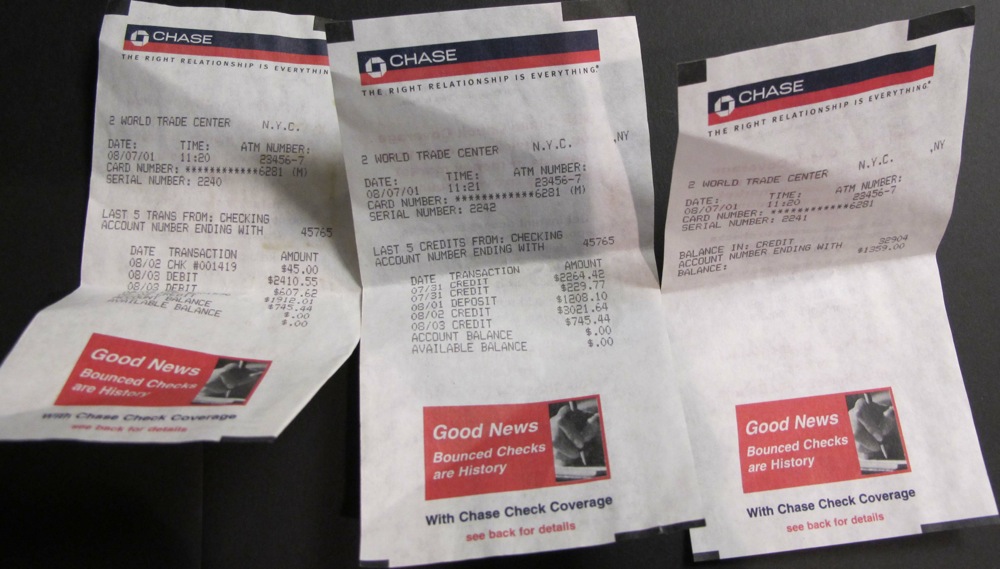 CHASE
THE RIGHT RELATIONSHIP IS EVERYTHIN
2 WORLD TRADE CENTER N.Y.C.
DATE: TIME: ATM NUMBER:
08/07/01 11:20 23456-7
CARD NUMBER: ************6281 (M)
SERIAL NUMBER: 2240
LAST 5 TRANS FROM: CHECKING
ACCOUNT NUMBER ENDING WITH 45765
DATE TRANSACTION AMOUNT
08/02 CHK #001419 $45.00
08/03 DEBIT $2410.55
08/03 DEBIT $607.62
$1912.01
ACCOUNT BALANCE $745.44
AVAILABLE BALANCE $.00
$.00
Good News
Bounced Checks
are History
With Chase Check Coverage
see back for details
CHASE
THE RIGHT RELATIONSHIP IS EVERYTHING.®
2 WORLD TRADE CENTER N.Y.C. ,NY
DATE: TIME: ATM NUMBER:
08/07/01 11:21 23456-7
CARD NUMBER: ************6281 (M)
SERIAL NUMBER: 2242
LAST 5 CREDITS FROM: CHECKING
ACCOUNT NUMBER ENDING WITH 45765
DATE TRANSACTION AMOUNT
07/31 CREDIT $2264.42
07/31 CREDIT $229.77
08/01 DEPOSIT $1208.10
08/02 CREDIT $3021.64
08/03 CREDIT $745.44
ACCOUNT BALANCE $.00
AVAILABLE BALANCE $.00
Good News
Bounced Checks
are History
With Chase Check Coverage
see back for details
CHASE
THE RIGHT RELATIONSHIP IS EVERYTHING.®
2 WORLD TRADE CENTER N.Y.C. ,NY
DATE: TIME: ATM NUMBER:
08/07/01 11:20 23456-7
CARD NUMBER: ************6281
SERIAL NUMBER: 2241
BALANCE IN: CREDIT
ACCOUNT NUMBER ENDING WITH 32904
BALANCE: $1359.00
Good News
Bounced Checks
are History
With Chase Check Coverage
see back for details